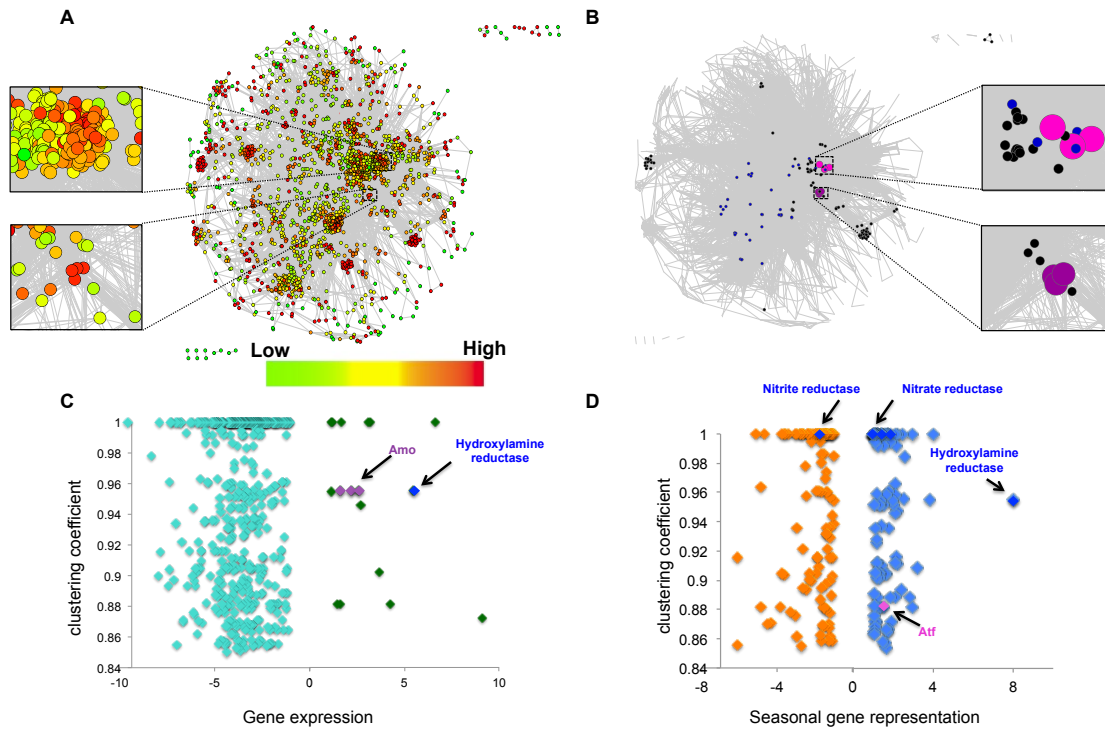 A
B
Low
High
C
D
1
0.98
0.96
0.94
0.92
0.9
0.88
0.86
0.84
-10
-5
0
5
10
clustering coefficient
Gene expression
Amo
Hydroxylamine
reductase
Nitrite reductase
Nitrate reductase
Hydroxylamine
reductase
Atf
1
0.98
0.96
0.94
0.92
0.9
0.88
0.86
0.84
-8
-4
0
4
8
clustering coefficient
Seasonal gene representation